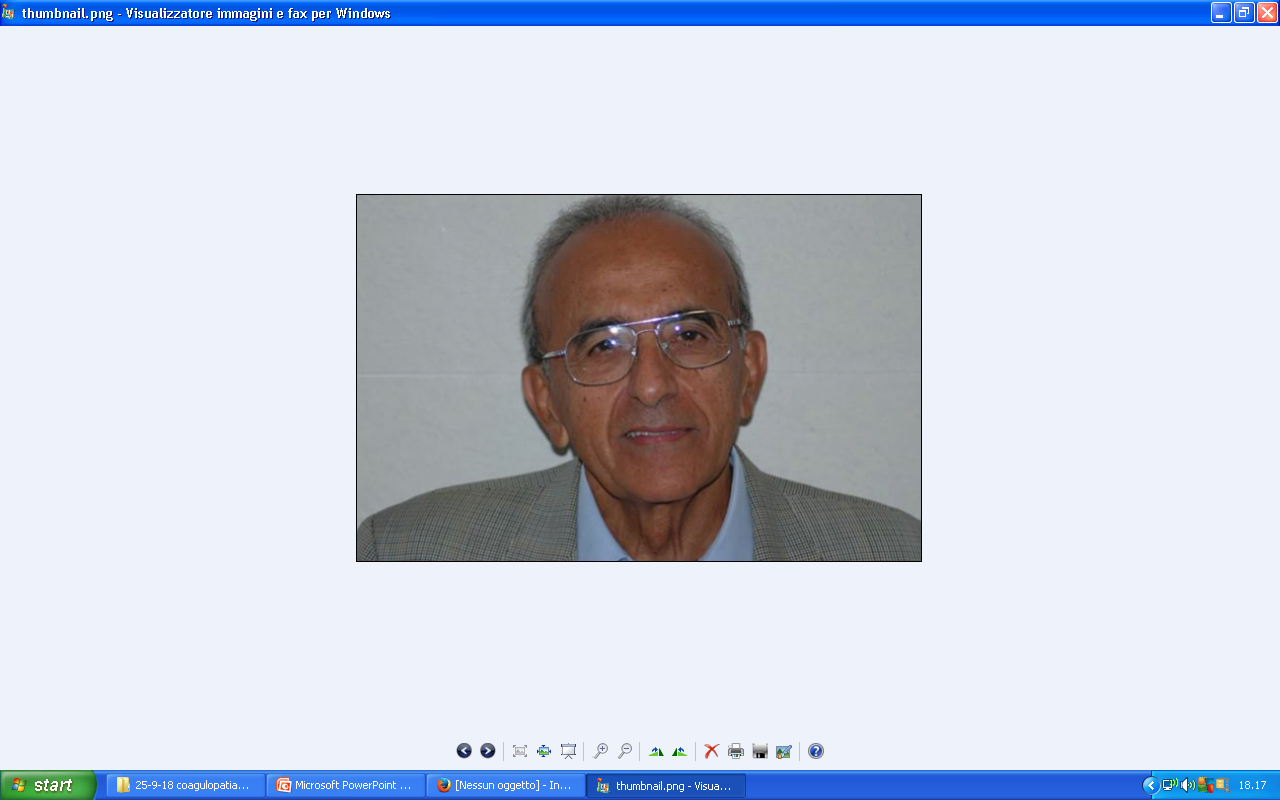 thumbnail.png - Visualizzatore immagini e fax per Windows
start
25-9-18 coagulopatia...
Microsoft PowerPoint ...
[Nessun oggetto] - In...
thumbnail.png - Visua...
18.17